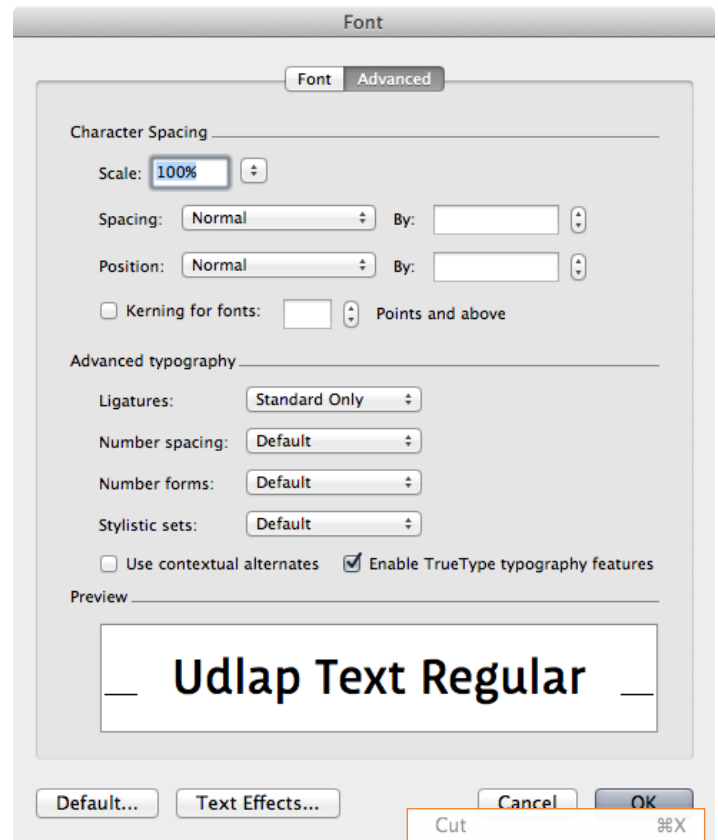 Font
Font Advanced
Character Spacing
Scale: 100%
Spacing: Normal By:
Position: Normal By:
Kerning for fonts: Points and above
Advanced typography
Ligatures: Standard Only
Number spacing: Default
Number forms: Default
Stylistic sets: Default
Use contextual alternates Enable TrueType typography features
Preview
Udlap Text Regular
Default... Text Effects... Cancel OK
Cut ⌘X